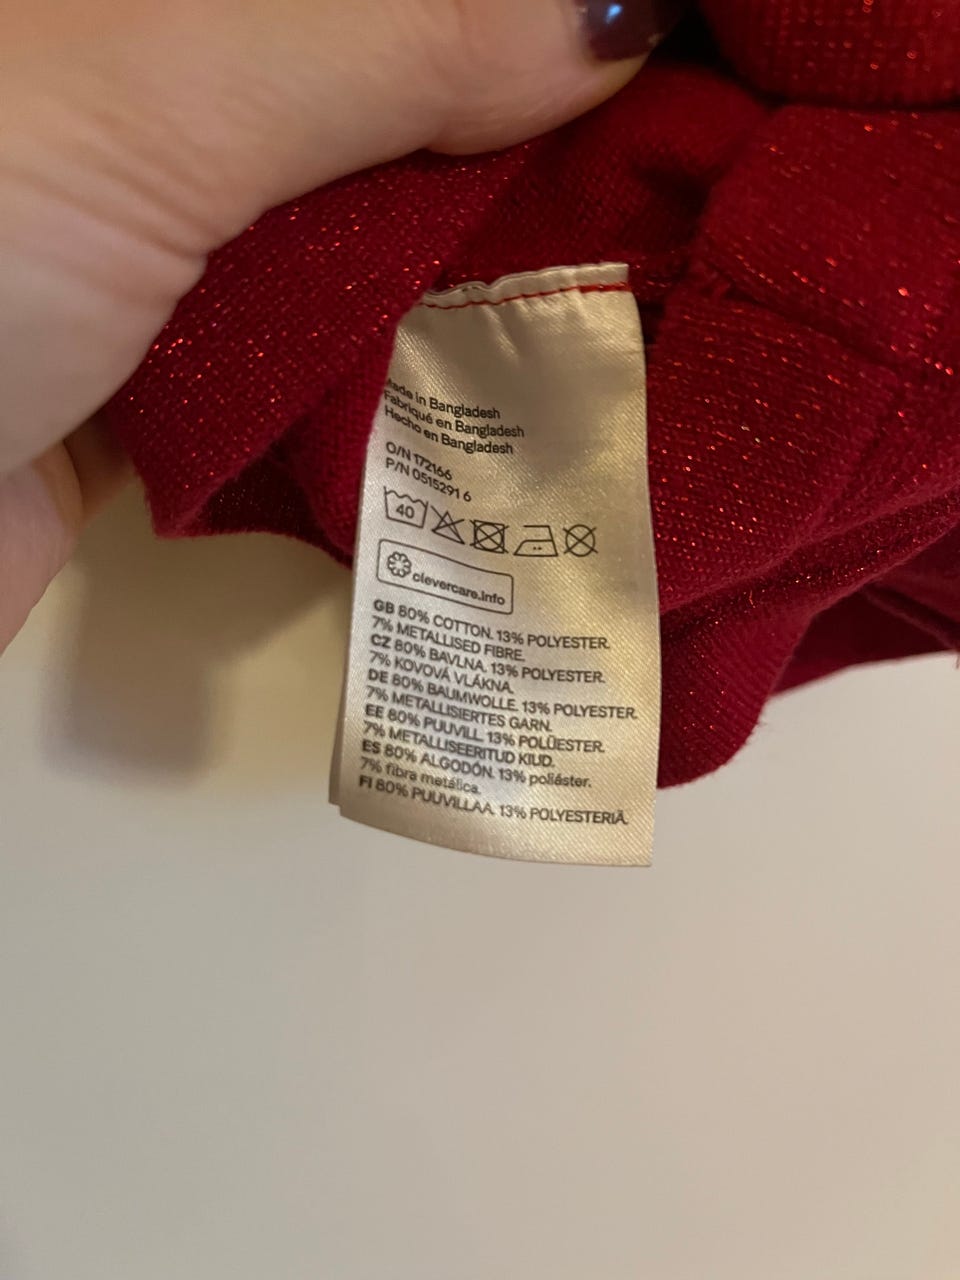 Made in Bangladesh
Fabriqué en Bangladesh
Hecho en Bangladesh
O/N 172166
P/N 0515291 6
40
clevercare.info
GB 80% COTTON. 13% POLYESTER.
7% METALLISED FIBRE.
CZ 80% BAVLNA. 13% POLYESTER.
7% KOVOVÁ VLÁKNA.
DE 80% BAUMWOLLE. 13% POLYESTER.
7% METALLISIERTES GARN.
EE 80% PUUVILL. 13% POLÜESTER.
7% METALLISEERITUD KIUD.
ES 80% ALGODÓN. 13% poliéster.
7% fibra metálica.
FI 80% PUUVILLAA. 13% POLYESTERIÄ.